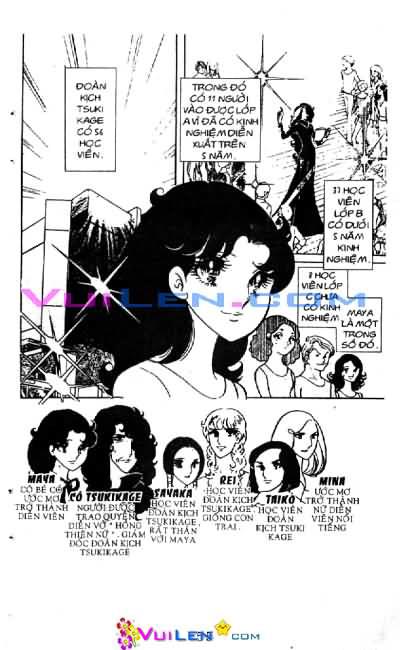 ĐOÀN
KỊCH
TSUKI
KAGE
CÓ 56
HỌC
VIÊN.
TRONG ĐÓ
CÓ 11 NGƯỜI
VÀO ĐƯỢC LỚP
A VÌ ĐÃ CÓ KINH
NGHIỆM DIỄN
XUẤT TRÊN
5 NĂM.
HỌC
VIÊN
LỚP B
CÓ DƯỚI
5 NĂM
KINH
NGHIỆM.
HỌC
VIÊN LỚP
C CHƯA
CÓ KINH
NGHIỆM
MAYA
LÀ MỘT
TRONG
SỐ ĐÓ.
VuiLen.com
MAYA
CÔ BÉ CÓ
ƯỚC MƠ
TRỞ THÀNH
DIỄN VIÊN
CÔ TSUKIKAGE
NGƯỜI ĐƯỢC
TRAO QUYỀN
DIỄN VỞ "HỒNG
THIÊN NỮ". GIÁM
ĐỐC ĐOÀN KỊCH
TSUKIKAGE
SAYAKA
HỌC VIÊN
ĐOÀN KỊCH
TSUKIKAGE.
RẤT THÂN
VỚI MAYA
REI
HỌC VIÊN
ĐOÀN KỊCH
TSUKIKAGE
GIỐNG CON
TRAI.
TAIKO
HỌC VIÊN
ĐOÀN
KỊCH TSUKI
KAGE
MINA
ƯỚC MƠ
TRỞ THÀNH
NỮ DIỄN
VIÊN NỔI
TIẾNG
VuiLen.com